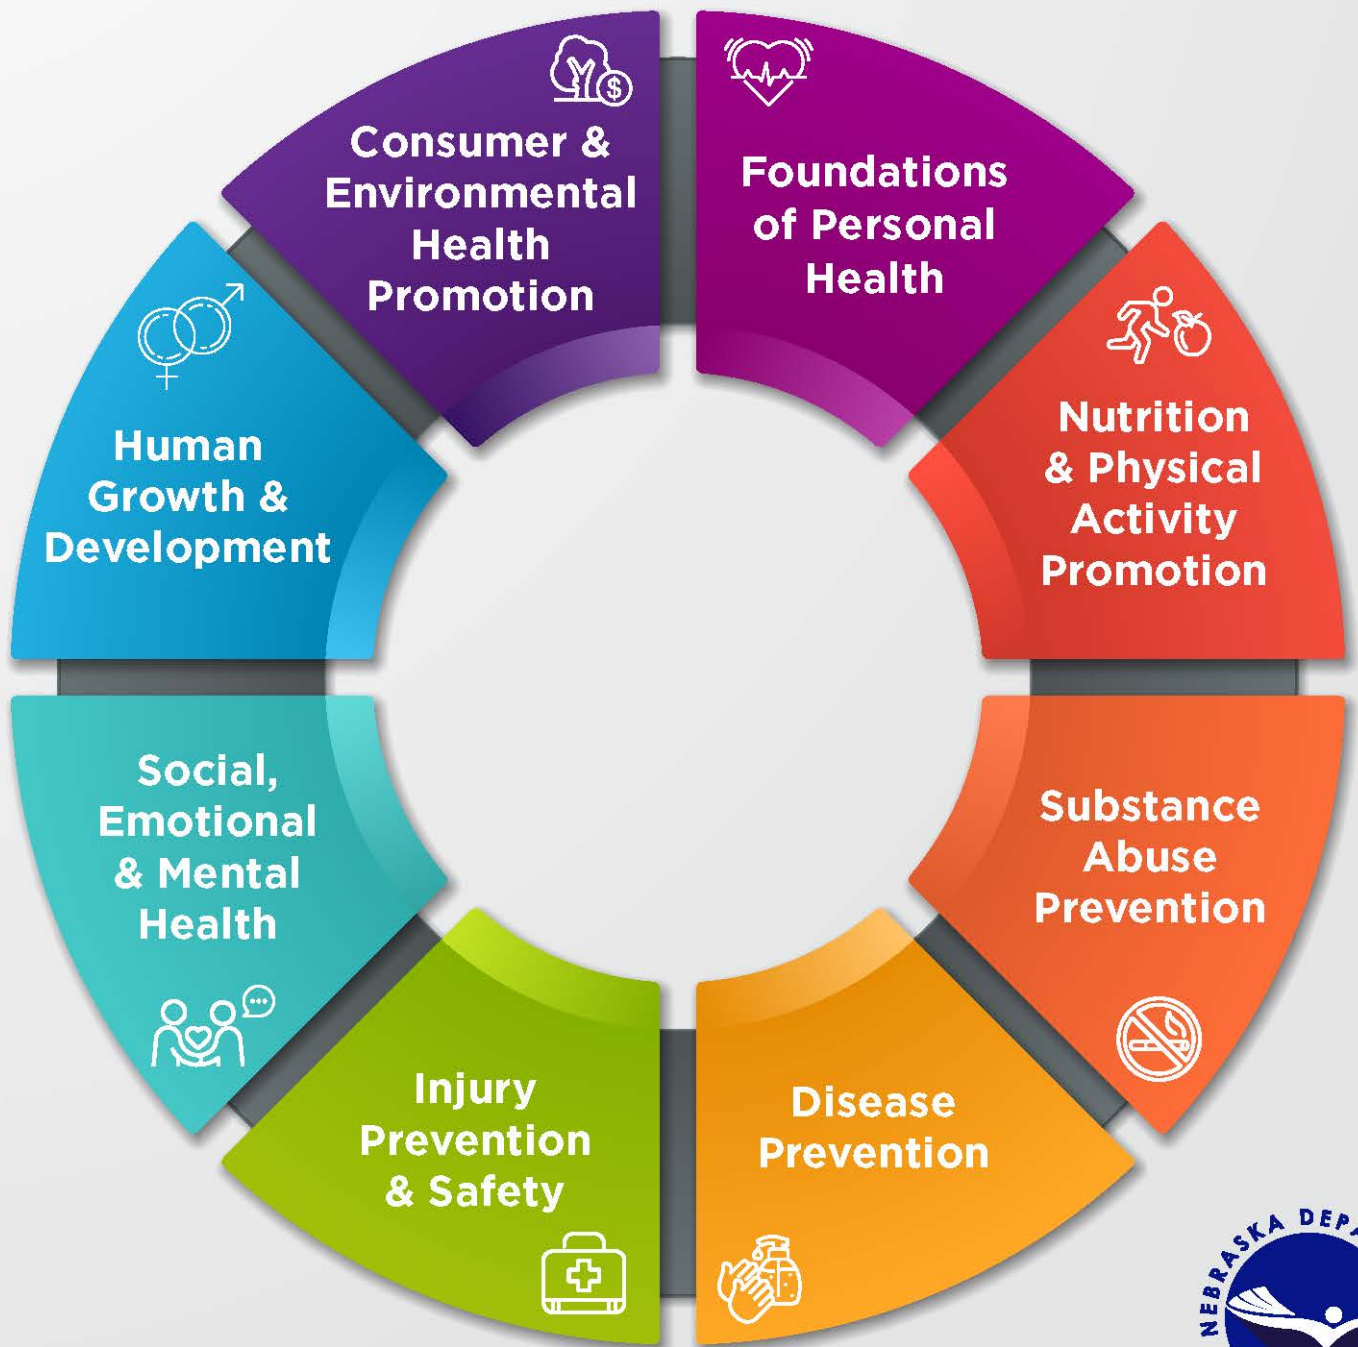 Consumer &
Environmental
Health
Promotion
$
Foundations
of Personal
Health
Nutrition
& Physical
Activity
Promotion
Substance
Abuse
Prevention
Disease
Prevention
Injury
Prevention
& Safety
Social,
Emotional
& Mental
Health
Human
Growth &
Development
NEBRASKA DEPA